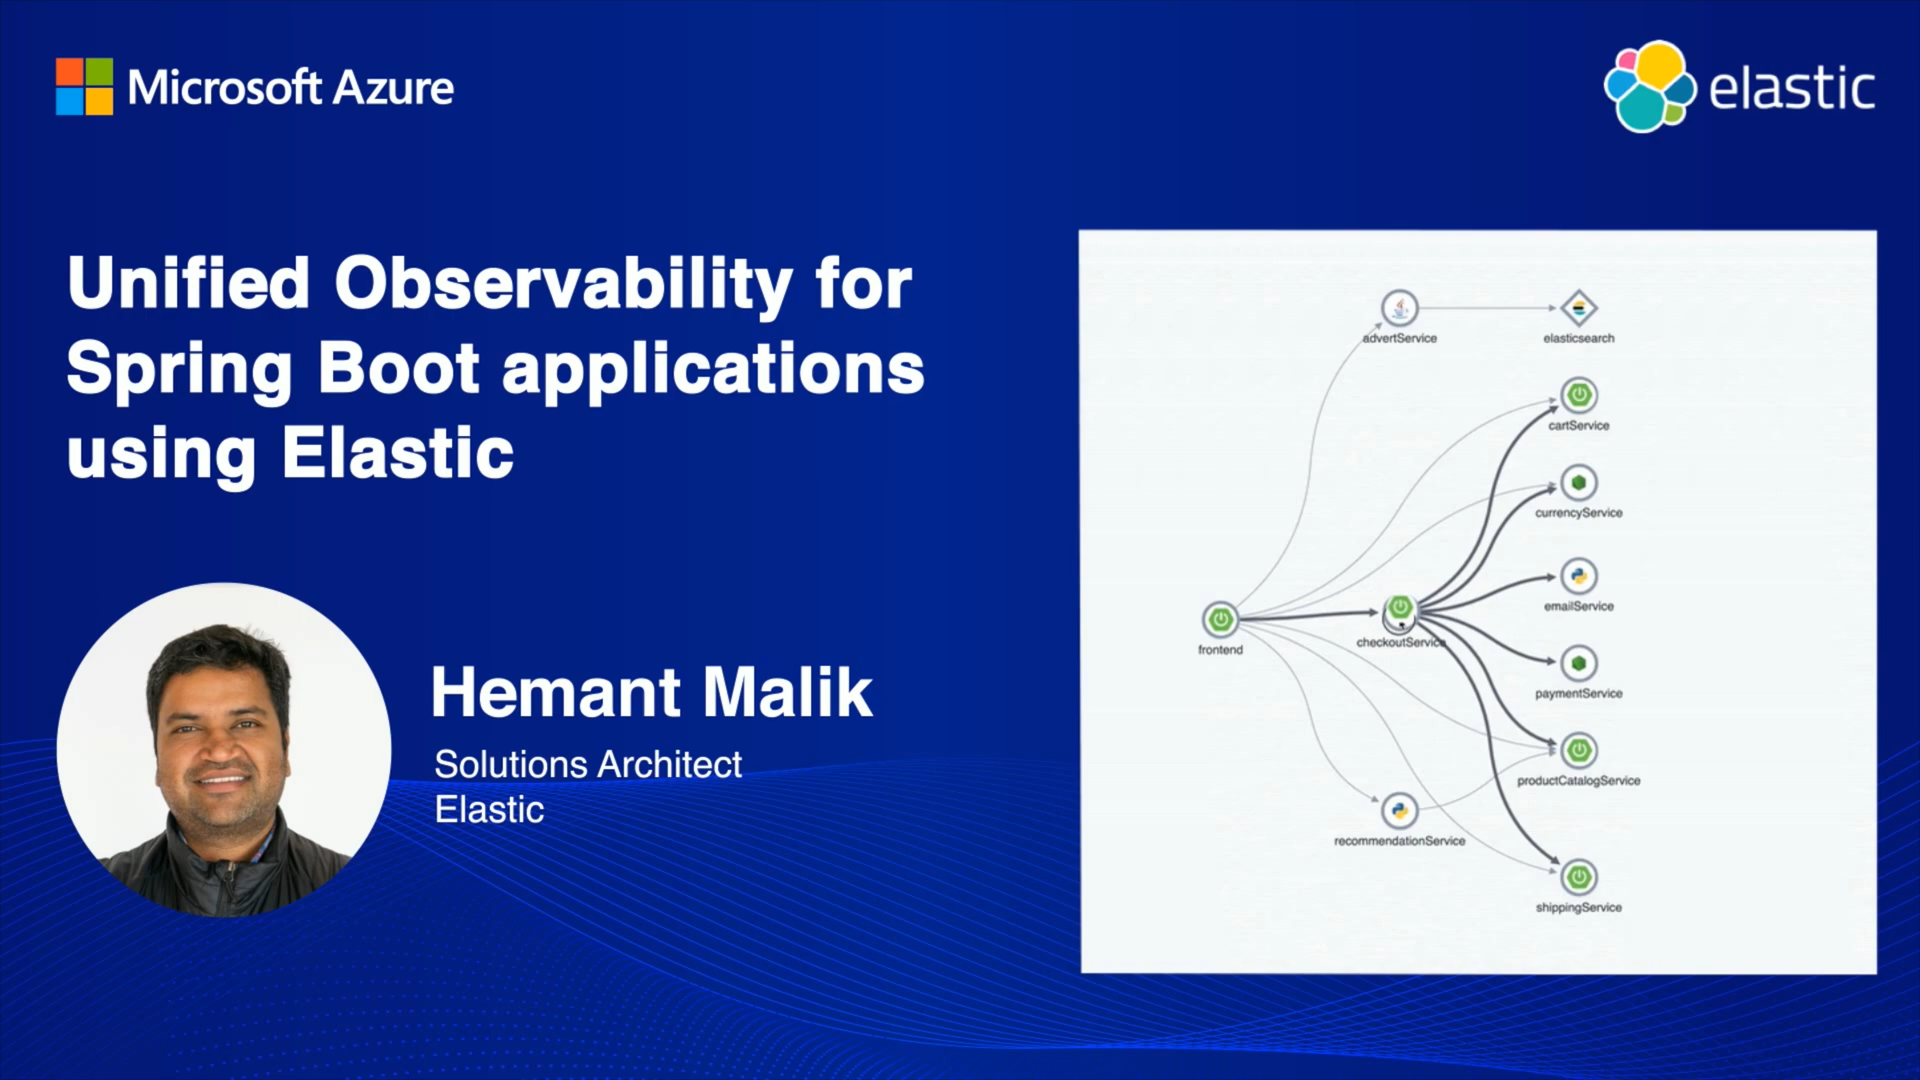 Microsoft Azure
elastic
Unified Observability for
Spring Boot applications
using Elastic
Hemant Malik
Solutions Architect
Elastic
advertService
elasticsearch
cartService
currencyService
emailService
frontend
checkoutService
paymentService
productCatalogService
recommendationService
shippingService